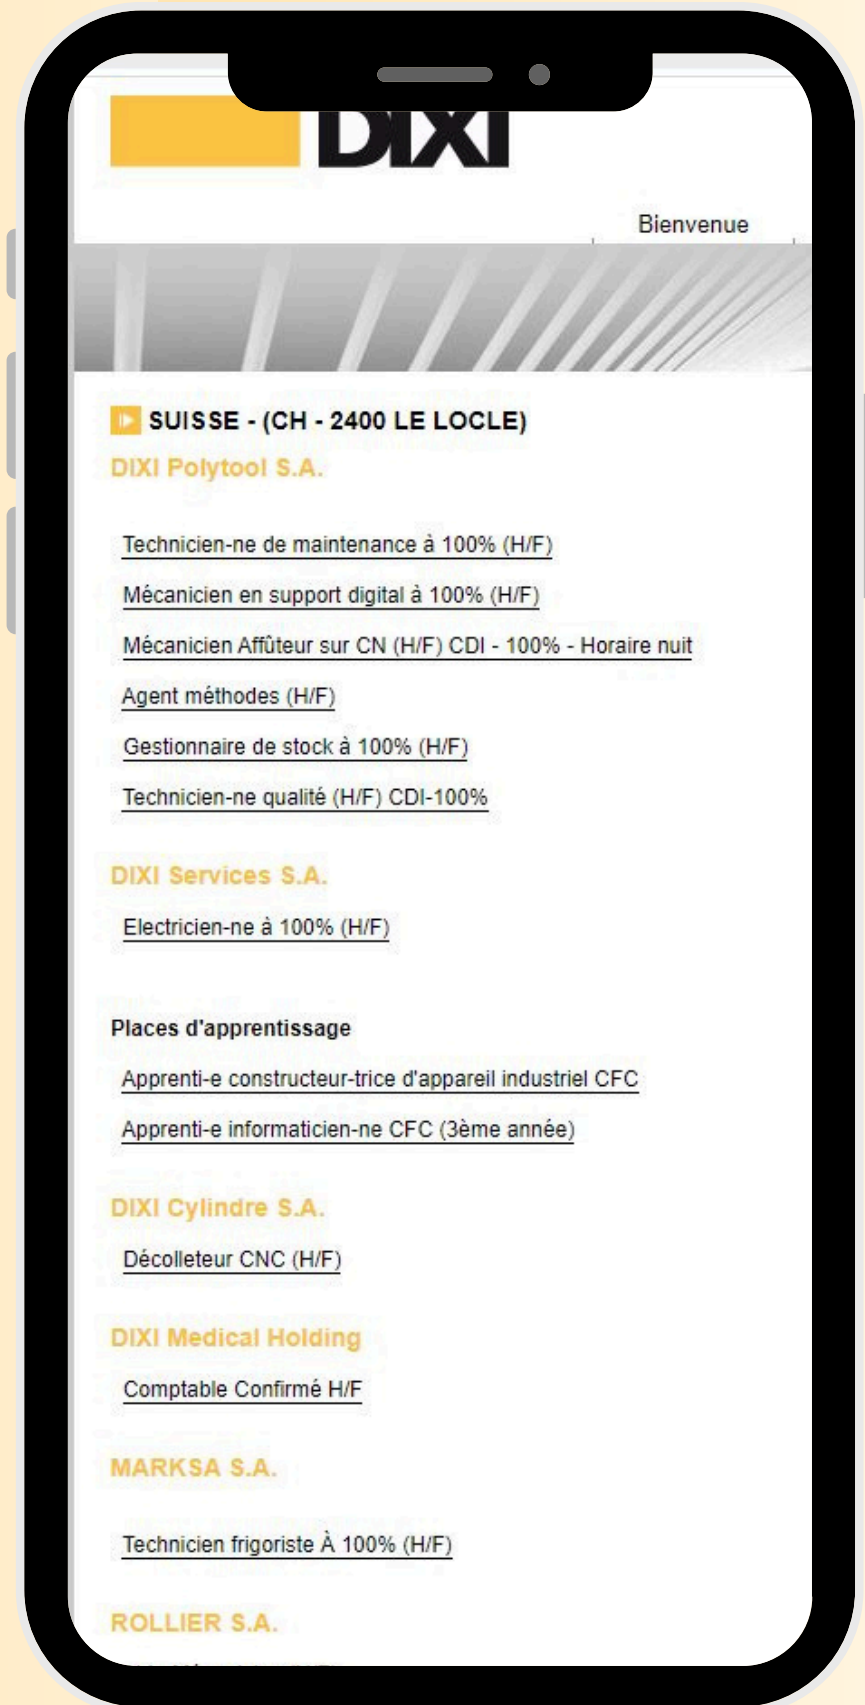 DIXI
Bienvenue
SUISSE - (CH - 2400 LE LOCLE)
DIXI Polytool S.A.
Technicien-ne de maintenance à 100% (H/F)
Mécanicien en support digital à 100% (H/F)
Mécanicien Affûteur sur CN (H/F) CDI - 100% - Horaire nuit
Agent méthodes (H/F)
Gestionnaire de stock à 100% (H/F)
Technicien-ne qualité (H/F) CDI-100%
DIXI Services S.A.
Electricien-ne à 100% (H/F)
Places d'apprentissage
Apprenti-e constructeur-trice d'appareil industriel CFC
Apprenti-e informaticien-ne CFC (3ème année)
DIXI Cylindre S.A.
Décolleteur CNC (H/F)
DIXI Medical Holding
Comptable Confirmé H/F
MARKSA S.A.
Technicien frigoriste À 100% (H/F)
ROLLIER S.A.